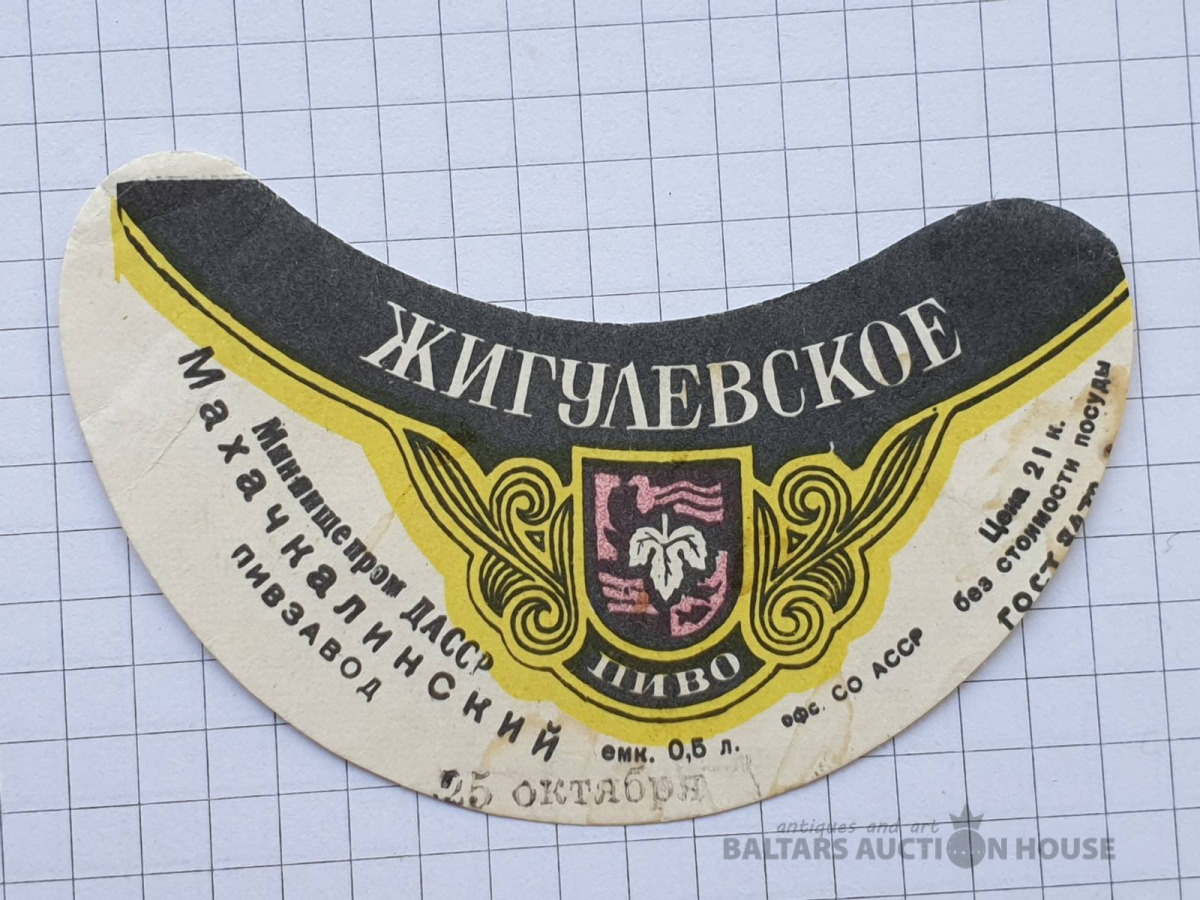 ЖИГУЛЕВСКОЕ
ПИВО
Минпищепром ДАССР
Махачкалинский
ПИВЗАВОД
емк. 0,5 л.
25 октября
Цена 21 к.
без стоимости посуды
ГОСТ
офс. СО АССР
antiques and art
BALTARS AUCTION HOUSE